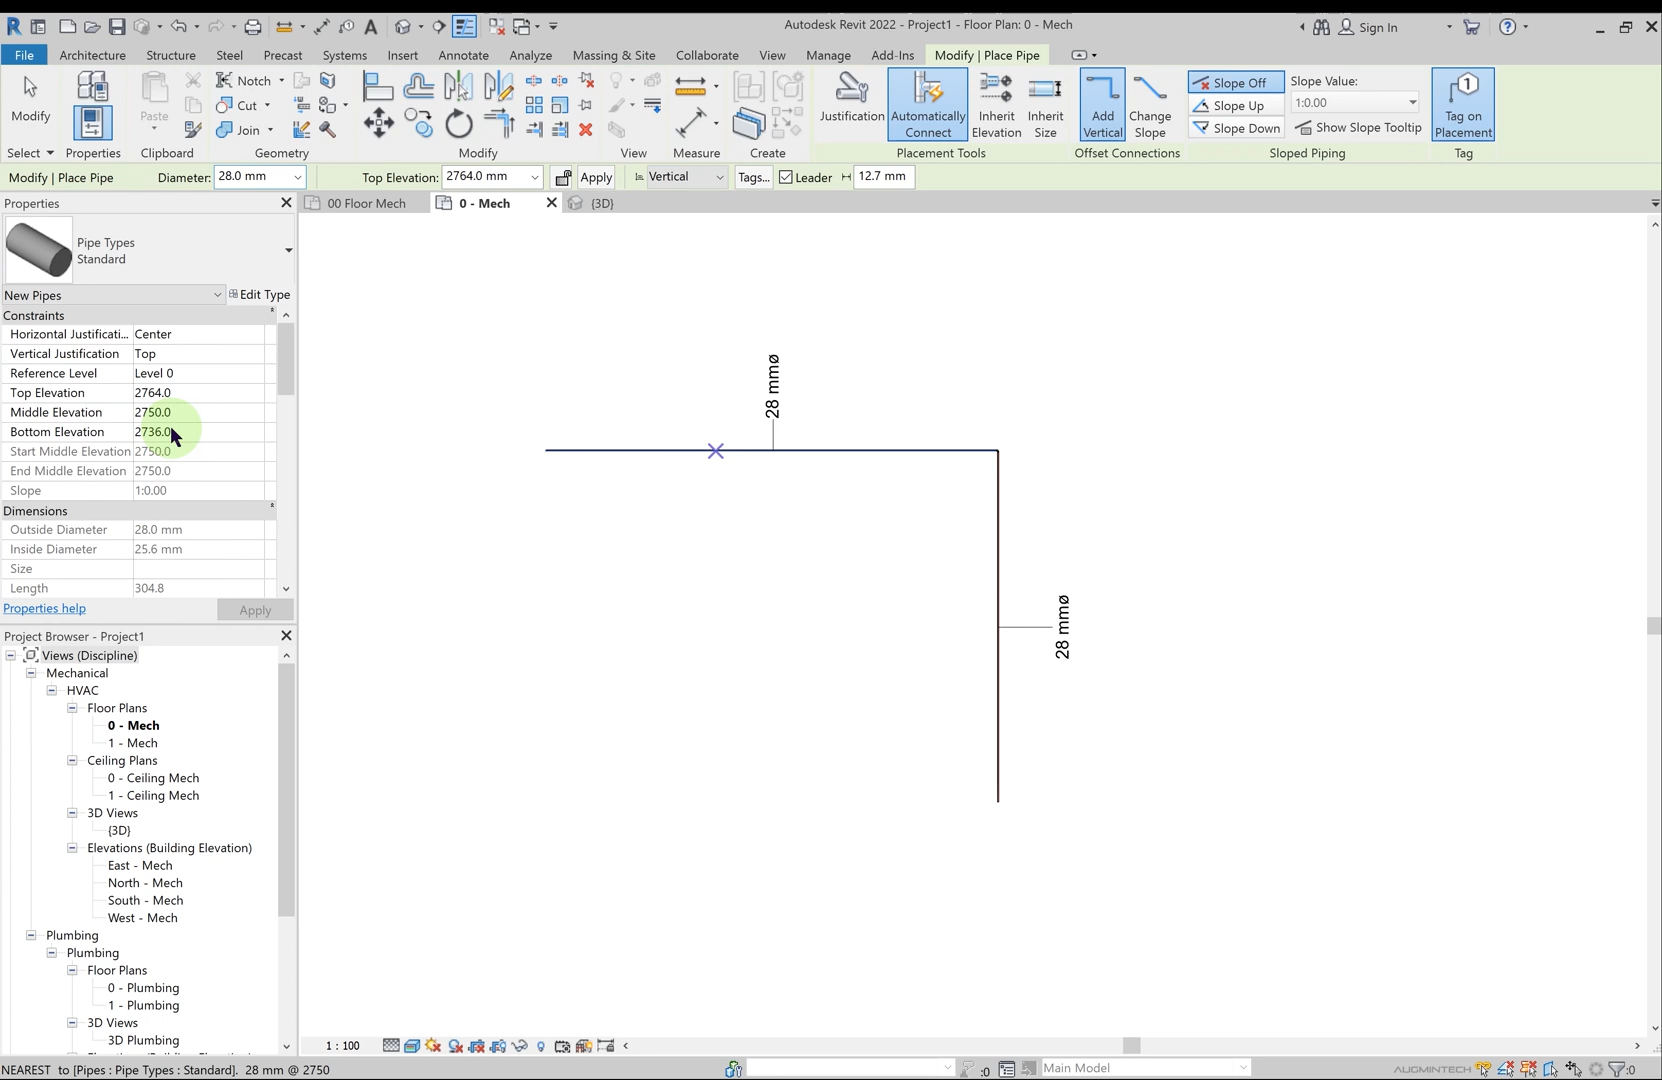 Autodesk Revit 2022 - Project1 - Floor Plan: 0 - Mech
Sign In
File Architecture Structure Steel Precast Systems Insert Annotate Analyze Massing & Site Collaborate View Manage Add-Ins Modify | Place Pipe
Modify
Paste
Notch
Cut
Join
Justification
Automatically Connect
Inherit Elevation
Inherit Size
Add Vertical
Change Slope
Slope Off
Slope Up
Slope Down
Slope Value:
1:0.00
Show Slope Tooltip
Tag on Placement
Select Properties Clipboard Geometry Modify View Measure Create Placement Tools Offset Connections Sloped Piping Tag
Modify | Place Pipe Diameter: 28.0 mm Top Elevation: 2764.0 mm Apply Vertical Tags... Leader 12.7 mm
Properties
00 Floor Mech 0 - Mech {3D}
Pipe Types
Standard
New Pipes Edit Type
Constraints
Horizontal Justificati... Center
Vertical Justification Top
Reference Level Level 0
Top Elevation 2764.0
Middle Elevation 2750.0
Bottom Elevation 2736.0
Start Middle Elevation 2750.0
End Middle Elevation 2750.0
Slope 1:0.00
Dimensions
Outside Diameter 28.0 mm
Inside Diameter 25.6 mm
Size
Length 304.8
Properties help Apply
28 mmø
28 mmø
Project Browser - Project1
Views (Discipline)
Mechanical
HVAC
Floor Plans
0 - Mech
1 - Mech
Ceiling Plans
0 - Ceiling Mech
1 - Ceiling Mech
3D Views
{3D}
Elevations (Building Elevation)
East - Mech
North - Mech
South - Mech
West - Mech
Plumbing
Plumbing
Floor Plans
0 - Plumbing
1 - Plumbing
3D Views
3D Plumbing
1 : 100
NEAREST to [Pipes : Pipe Types : Standard]. 28 mm @ 2750
:0
Main Model
AUGMINTECH
:0